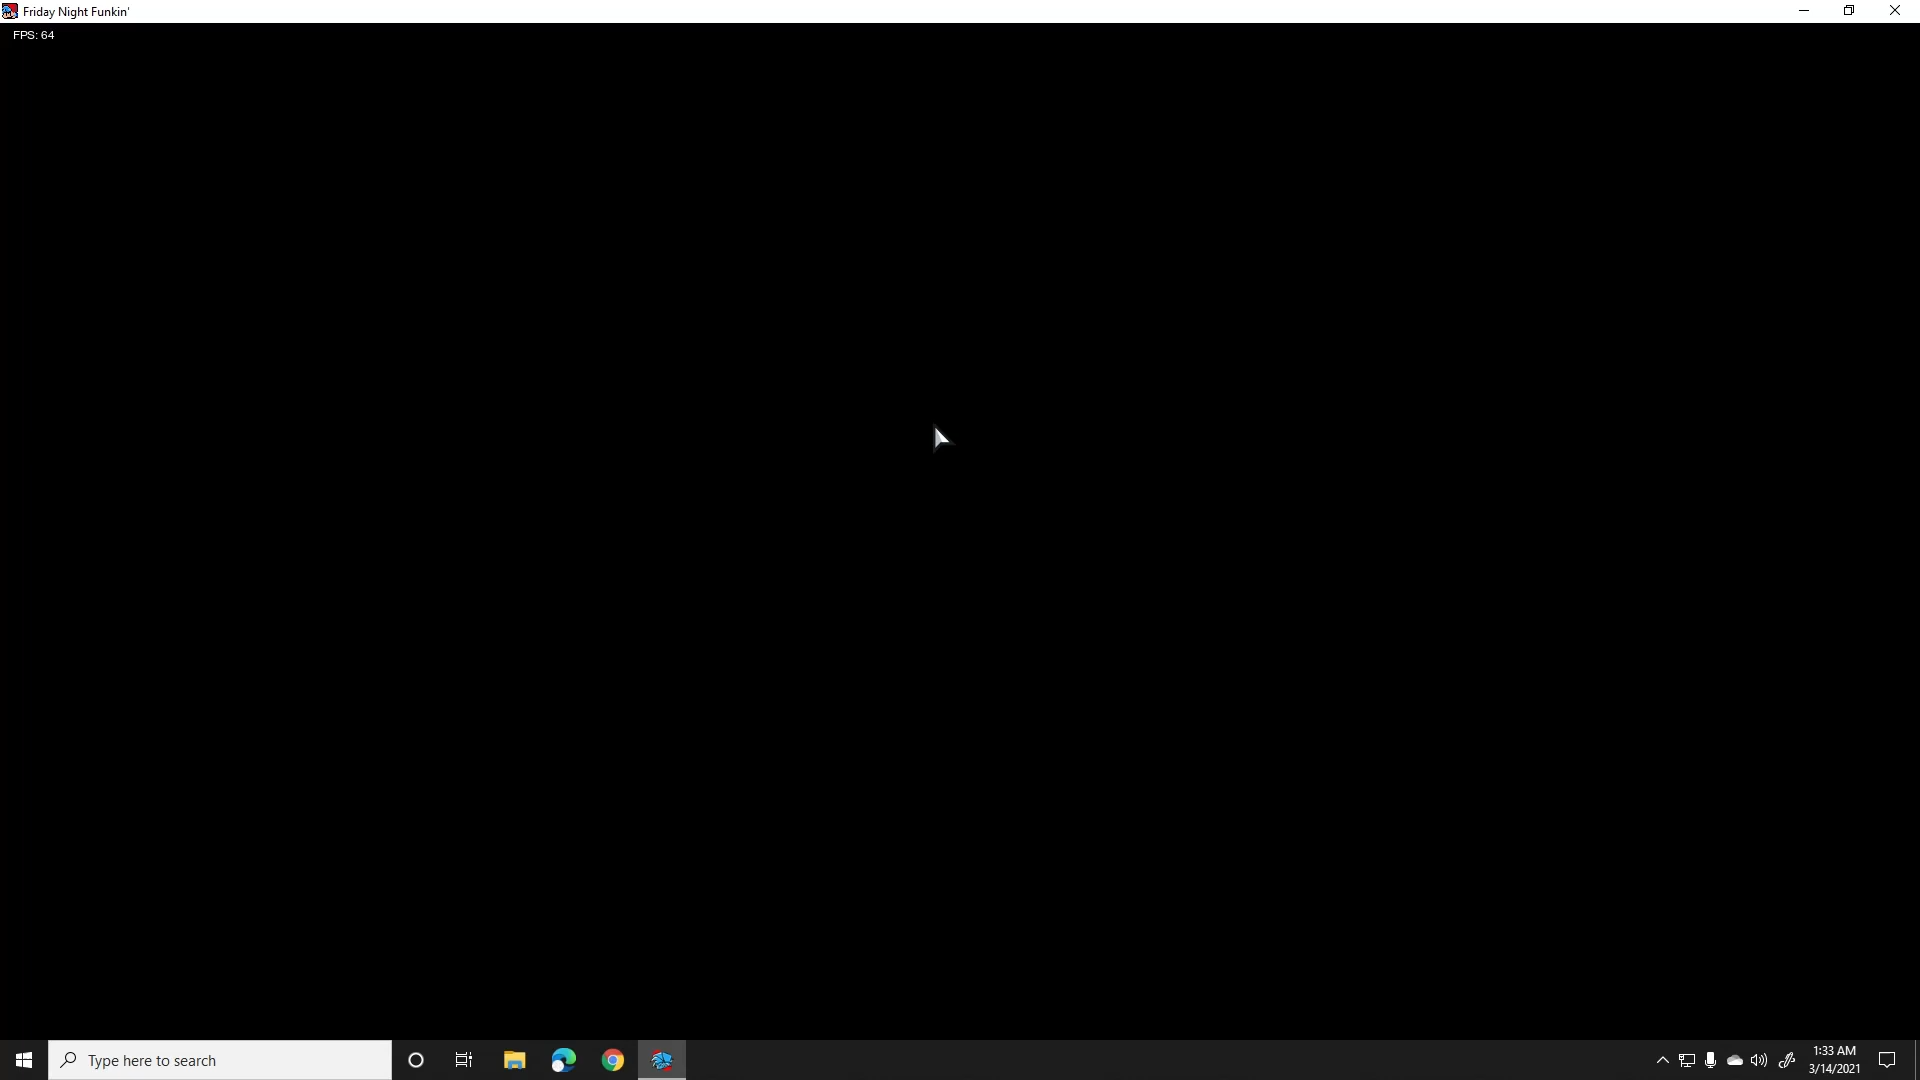 Friday Night Funkin'
FPS: 64
Type here to search
1:33 AM
3/14/2021